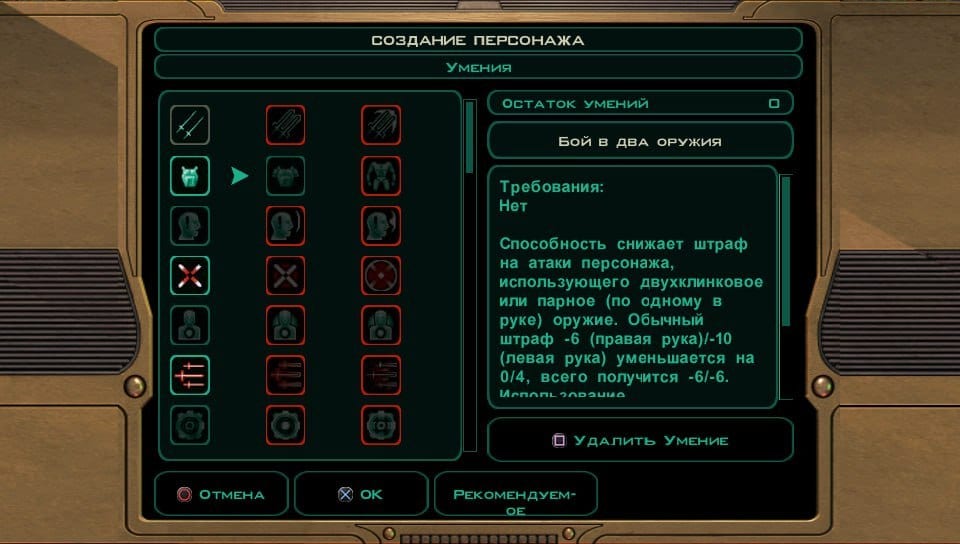 СОЗДАНИЕ ПЕРСОНАЖА
Умения
Остаток умений 0
Бой в два оружия
Требования:
Нет
Способность снижает штраф
на атаки персонажа,
использующего двухклинковое
или парное (по одному в
руке) оружие. Обычный
штраф -6 (правая рука)/-10
(левая рука) уменьшается на
0/4, всего получится -6/-6.
Использование
Удалить Умение
Отмена
ОК
Рекомендуем-
ое